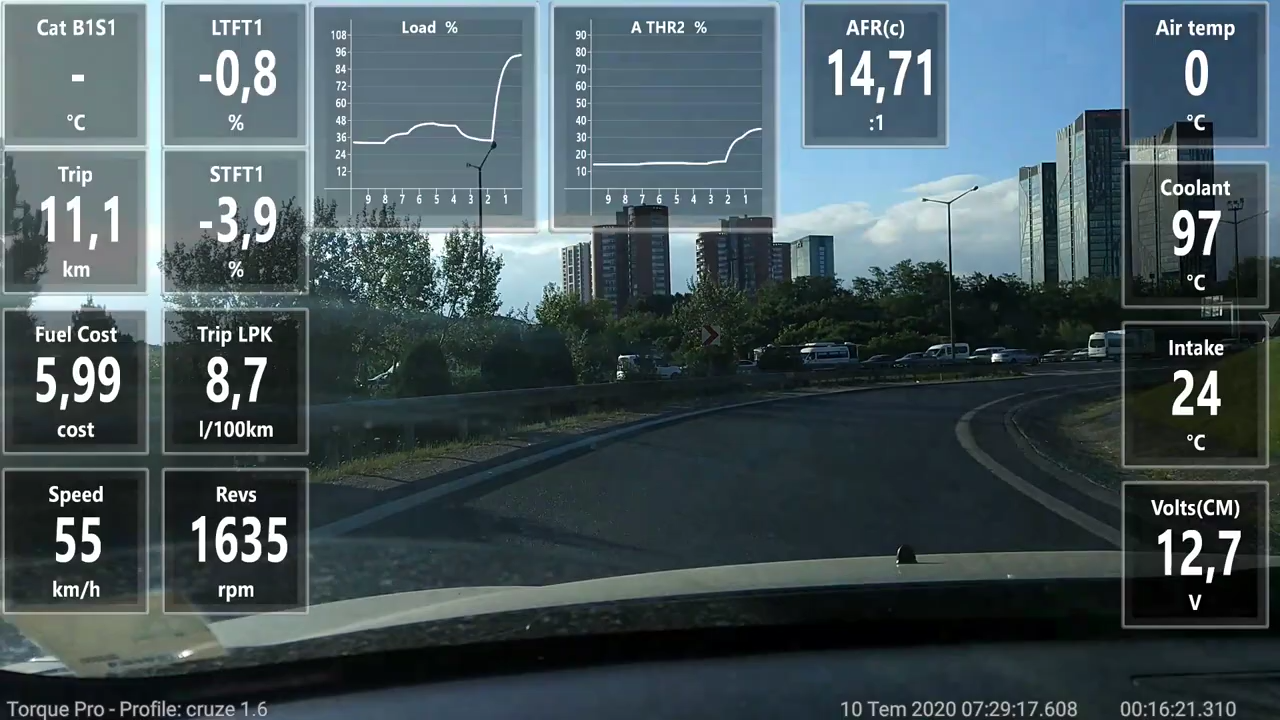 Cat B1S1
-
°C
LTFT1
-0,8
%
Load %
108
96
84
72
60
48
36
24
12
9 8 7 6 5 4 3 2 1
A THR2 %
90
80
70
60
50
40
30
20
10
9 8 7 6 5 4 3 2 1
AFR(c)
14,71
:1
Air temp
0
°C
Trip
11,1
km
STFT1
-3,9
%
Coolant
97
°C
Fuel Cost
5,99
cost
Trip LPK
8,7
l/100km
Intake
24
°C
Speed
55
km/h
Revs
1635
rpm
Volts(CM)
12,7
V
Torque Pro - Profile: cruze 1.6
10 Tem 2020 07:29:17.608
00:16:21.310